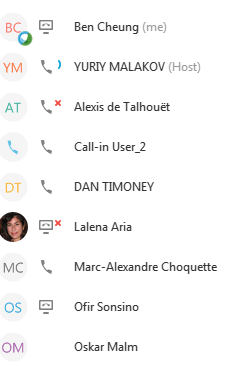 BC Ben Cheung (me)
YM YURIY MALAKOV (Host)
AT Alexis de Talhouët
Call-in User_2
DT DAN TIMONEY
Lalena Aria
MC Marc-Alexandre Choquette
OS Ofir Sonsino
OM Oskar Malm